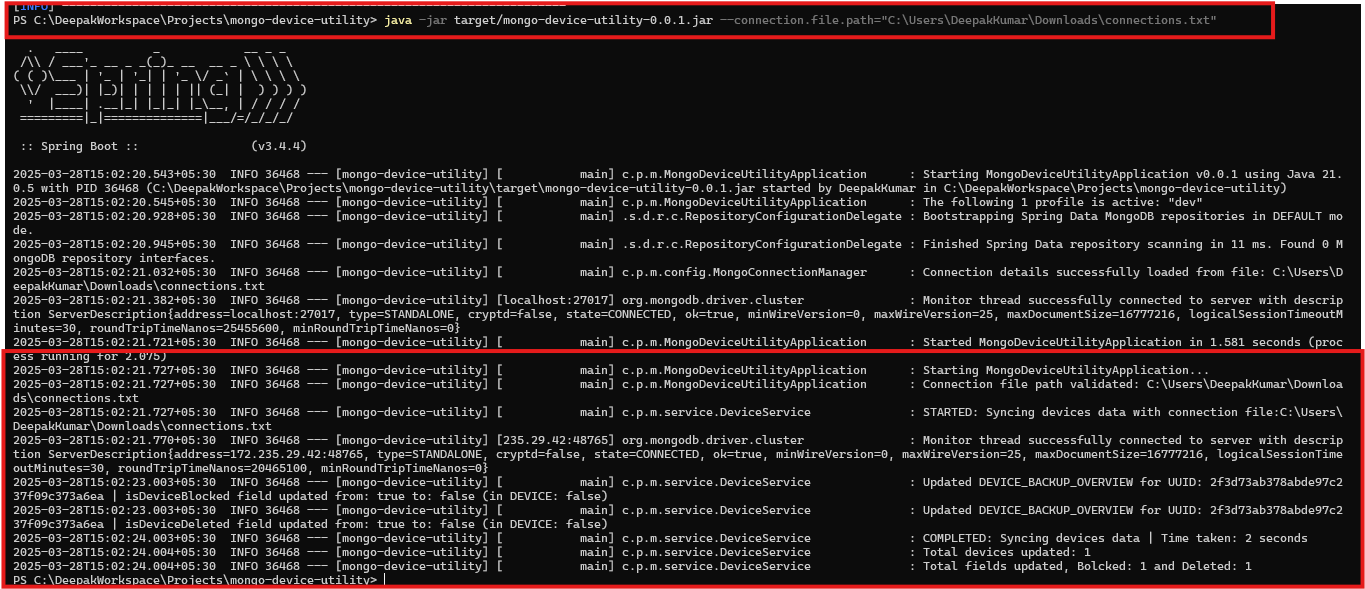 [INFO] ------------------------------------------------------------------------
PS C:\DeepakWorkspace\Projects\mongo-device-utility> java -jar target/mongo-device-utility-0.0.1.jar --connection.file.path="C:\Users\DeepakKumar\Downloads\connections.txt"
  .   ____          _            __ _ _
 /\\ / ___'_ __ _ _(_)_ __  __ _ \ \ \ \
( ( )\___ | '_ | '_| | '_ \/ _` | \ \ \ \
 \\/  ___)| |_)| | | | | || (_| |  ) ) ) )
  '  |____| .__|_| |_|_| |_\__, | / / / /
 =========|_|==============|___/=/_/_/_/
 :: Spring Boot ::                (v3.4.4)
2025-03-28T15:02:20.543+05:30  INFO 36468 --- [mongo-device-utility] [           main] c.p.m.MongoDeviceUtilityApplication      : Starting MongoDeviceUtilityApplication v0.0.1 using Java 21.
0.5 with PID 36468 (C:\DeepakWorkspace\Projects\mongo-device-utility\target\mongo-device-utility-0.0.1.jar started by DeepakKumar in C:\DeepakWorkspace\Projects\mongo-device-utility)
2025-03-28T15:02:20.545+05:30  INFO 36468 --- [mongo-device-utility] [           main] c.p.m.MongoDeviceUtilityApplication      : The following 1 profile is active: "dev"
2025-03-28T15:02:20.928+05:30  INFO 36468 --- [mongo-device-utility] [           main] .s.d.r.c.RepositoryConfigurationDelegate : Bootstrapping Spring Data MongoDB repositories in DEFAULT mo
de.
2025-03-28T15:02:20.945+05:30  INFO 36468 --- [mongo-device-utility] [           main] .s.d.r.c.RepositoryConfigurationDelegate : Finished Spring Data repository scanning in 11 ms. Found 0 M
ongoDB repository interfaces.
2025-03-28T15:02:21.032+05:30  INFO 36468 --- [mongo-device-utility] [           main] c.p.m.config.MongoConnectionManager      : Connection details successfully loaded from file: C:\Users\D
eepakKumar\Downloads\connections.txt
2025-03-28T15:02:21.382+05:30  INFO 36468 --- [mongo-device-utility] [localhost:27017] org.mongodb.driver.cluster               : Monitor thread successfully connected to server with descrip
tion ServerDescription{address=localhost:27017, type=STANDALONE, cryptd=false, state=CONNECTED, ok=true, minWireVersion=0, maxWireVersion=25, maxDocumentSize=16777216, logicalSessionTimeoutM
inutes=30, roundTripTimeNanos=25455600, minRoundTripTimeNanos=0}
2025-03-28T15:02:21.721+05:30  INFO 36468 --- [mongo-device-utility] [           main] c.p.m.MongoDeviceUtilityApplication      : Started MongoDeviceUtilityApplication in 1.581 seconds (proc
ess running for 2.075)
2025-03-28T15:02:21.727+05:30  INFO 36468 --- [mongo-device-utility] [           main] c.p.m.MongoDeviceUtilityApplication      : Starting MongoDeviceUtilityApplication...
2025-03-28T15:02:21.727+05:30  INFO 36468 --- [mongo-device-utility] [           main] c.p.m.MongoDeviceUtilityApplication      : Connection file path validated: C:\Users\DeepakKumar\Downloa
ds\connections.txt
2025-03-28T15:02:21.727+05:30  INFO 36468 --- [mongo-device-utility] [           main] c.p.m.service.DeviceService              : STARTED: Syncing devices data with connection file:C:\Users\
DeepakKumar\Downloads\connections.txt
2025-03-28T15:02:21.770+05:30  INFO 36468 --- [mongo-device-utility] [235.29.42:48765] org.mongodb.driver.cluster               : Monitor thread successfully connected to server with descrip
tion ServerDescription{address=172.235.29.42:48765, type=STANDALONE, cryptd=false, state=CONNECTED, ok=true, minWireVersion=0, maxWireVersion=25, maxDocumentSize=16777216, logicalSessionTime
outMinutes=30, roundTripTimeNanos=20465100, minRoundTripTimeNanos=0}
2025-03-28T15:02:23.003+05:30  INFO 36468 --- [mongo-device-utility] [           main] c.p.m.service.DeviceService              : Updated DEVICE_BACKUP_OVERVIEW for UUID: 2f3d73ab378abde97c2
37f09c373a6ea | isDeviceBlocked field updated from: true to: false (in DEVICE: false)
2025-03-28T15:02:23.003+05:30  INFO 36468 --- [mongo-device-utility] [           main] c.p.m.service.DeviceService              : Updated DEVICE_BACKUP_OVERVIEW for UUID: 2f3d73ab378abde97c2
37f09c373a6ea | isDeviceDeleted field updated from: true to: false (in DEVICE: false)
2025-03-28T15:02:24.003+05:30  INFO 36468 --- [mongo-device-utility] [           main] c.p.m.service.DeviceService              : COMPLETED: Syncing devices data | Time taken: 2 seconds
2025-03-28T15:02:24.004+05:30  INFO 36468 --- [mongo-device-utility] [           main] c.p.m.service.DeviceService              : Total devices updated: 1
2025-03-28T15:02:24.004+05:30  INFO 36468 --- [mongo-device-utility] [           main] c.p.m.service.DeviceService              : Total fields updated, Bolcked: 1 and Deleted: 1
PS C:\DeepakWorkspace\Projects\mongo-device-utility>